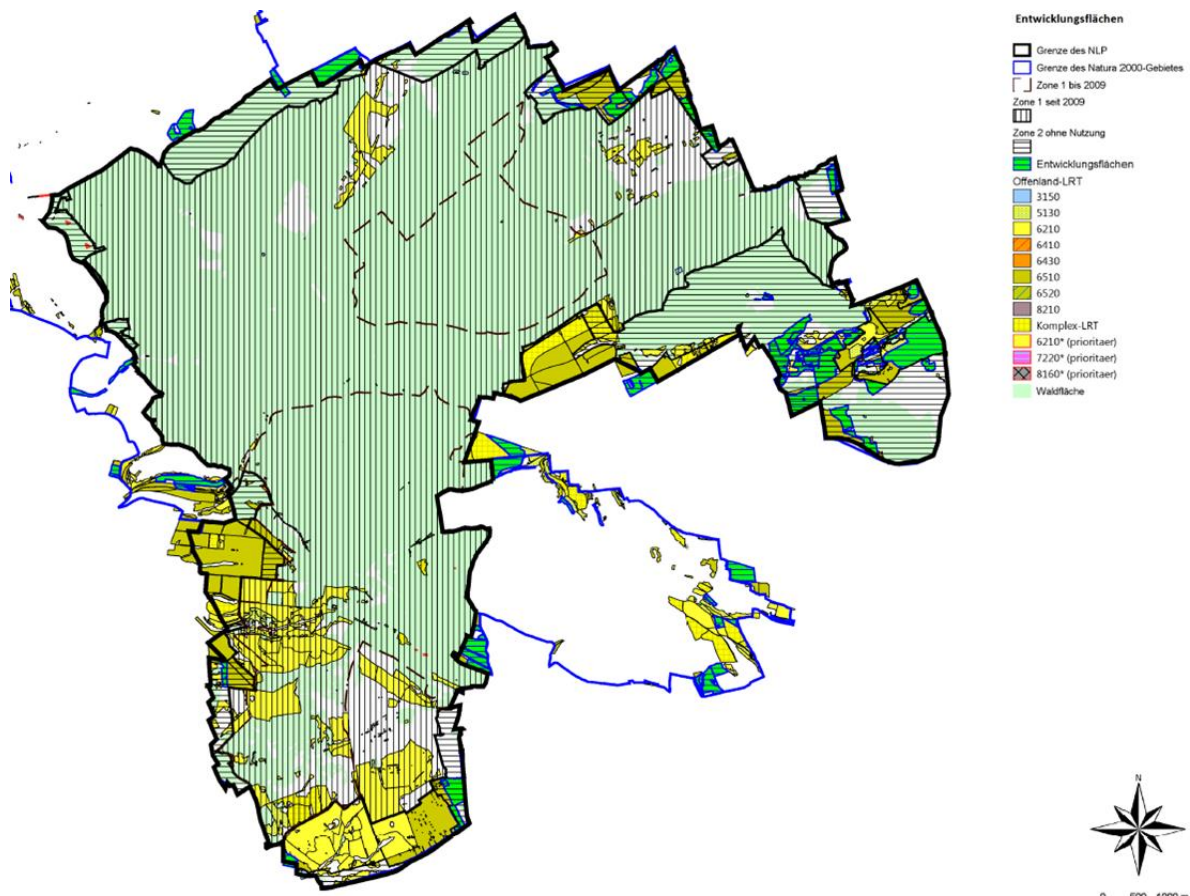 Entwicklungsflächen
Grenze des NLP
Grenze des Natura 2000-Gebietes
Zone 1 bis 2009
Zone 1 seit 2009
Zone 2 ohne Nutzung
Entwicklungsflächen
Offenland-LRT
3150
5130
6210
6410
6430
6510
6520
8210
Komplex-LRT
6210* (prioritaer)
7220* (prioritaer)
8160* (prioritaer)
Waldfläche
N